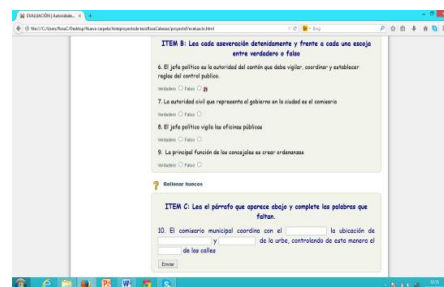 EVALUACIÓN | Autoridade...
ITEM B: Lea cada aseveración detenidamente y frente a cada una escoja
entre verdadero o falso
6. El jefe político es la autoridad del cantón que debe vigilar, coordinar y establecer
reglas del control publico.
Verdadero Falso
7. La autoridad civil que representa al gobierno en la ciudad es el comisario
Verdadero Falso
8. El jefe político vigila las oficinas públicas
Verdadero Falso
9. La principal función de los concejales es crear ordenanzas
Verdadero Falso
Rellenar huecos
ITEM C: Lea el párrafo que aparece abajo y complete las palabras que
faltan.
10. El comisario municipal coordina con el la ubicación de
y de la urbe, controlando de esta manera el
de las calles
Enviar